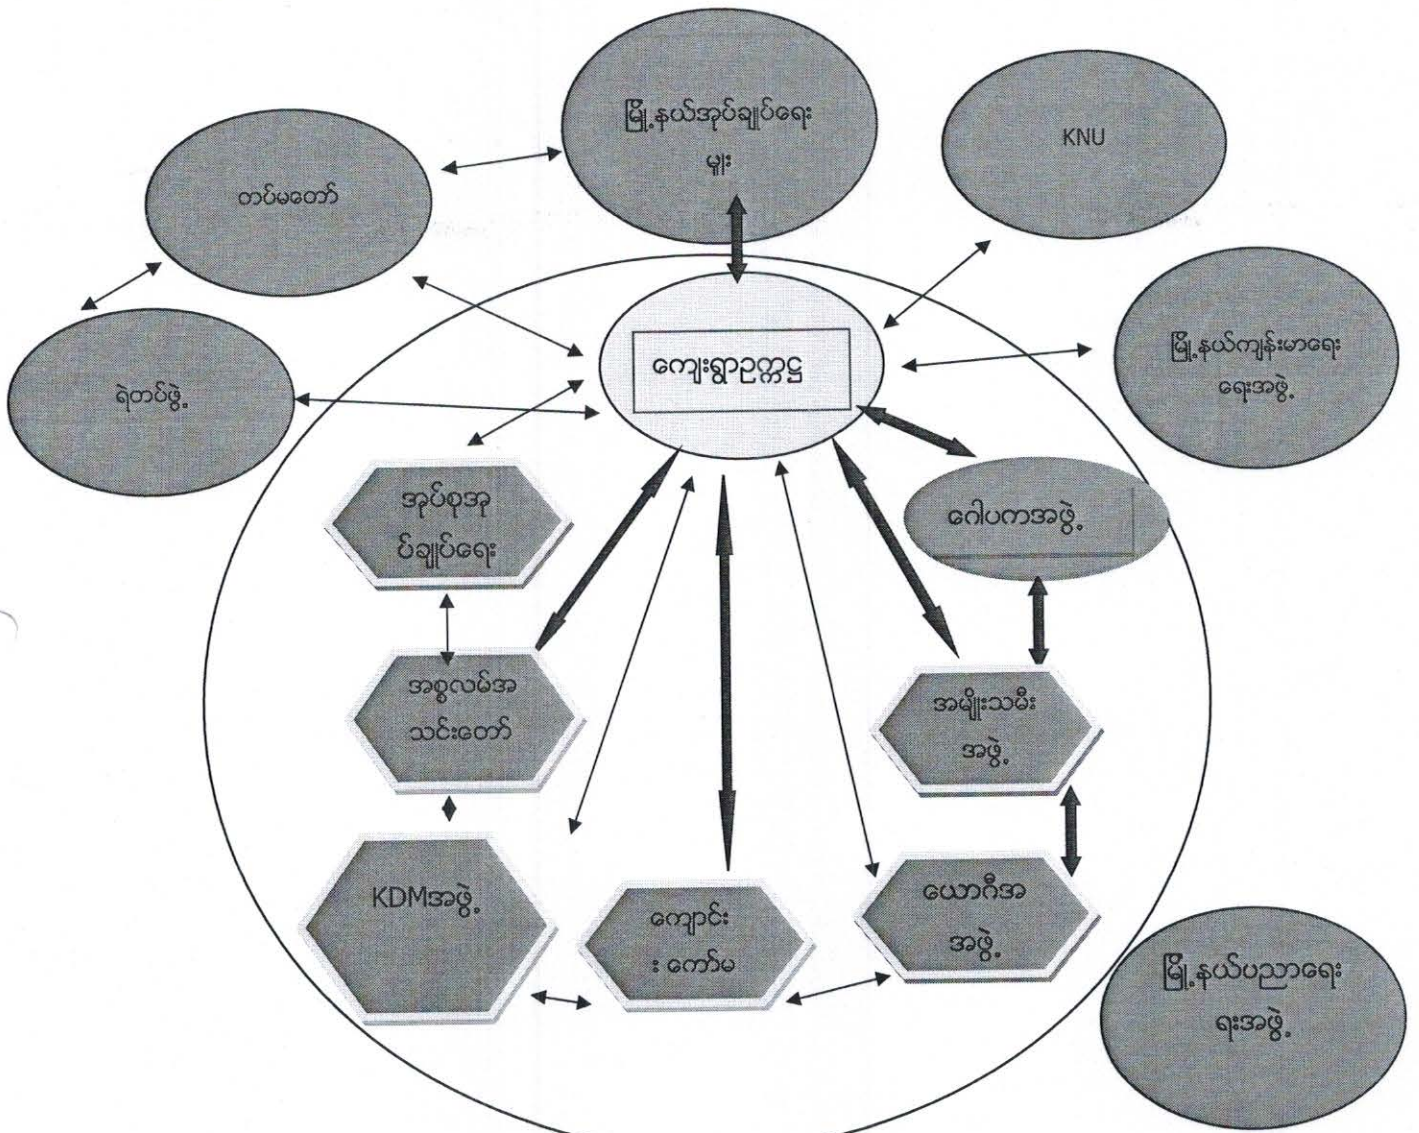 မြို့နယ်အုပ်ချုပ်ရေး
မှူး
KNU
တပ်မတော်
မြို့နယ်ကျန်းမာရေး
ရေးအဖွဲ့
ကျေးရွာဥက္ကဋ္ဌ
ရဲတပ်ဖွဲ့
အုပ်စုအု
ပ်ချုပ်ရေး
ဂေါပကအဖွဲ့
အစ္စလမ်အ
သင်းတော်
အမျိုးသမီး
အဖွဲ့
KDMအဖွဲ့
ကျောင်း
း ကော်မ
ယောဂီအ
အဖွဲ့
မြို့နယ်ပညာရေး
ရးအဖွဲ့